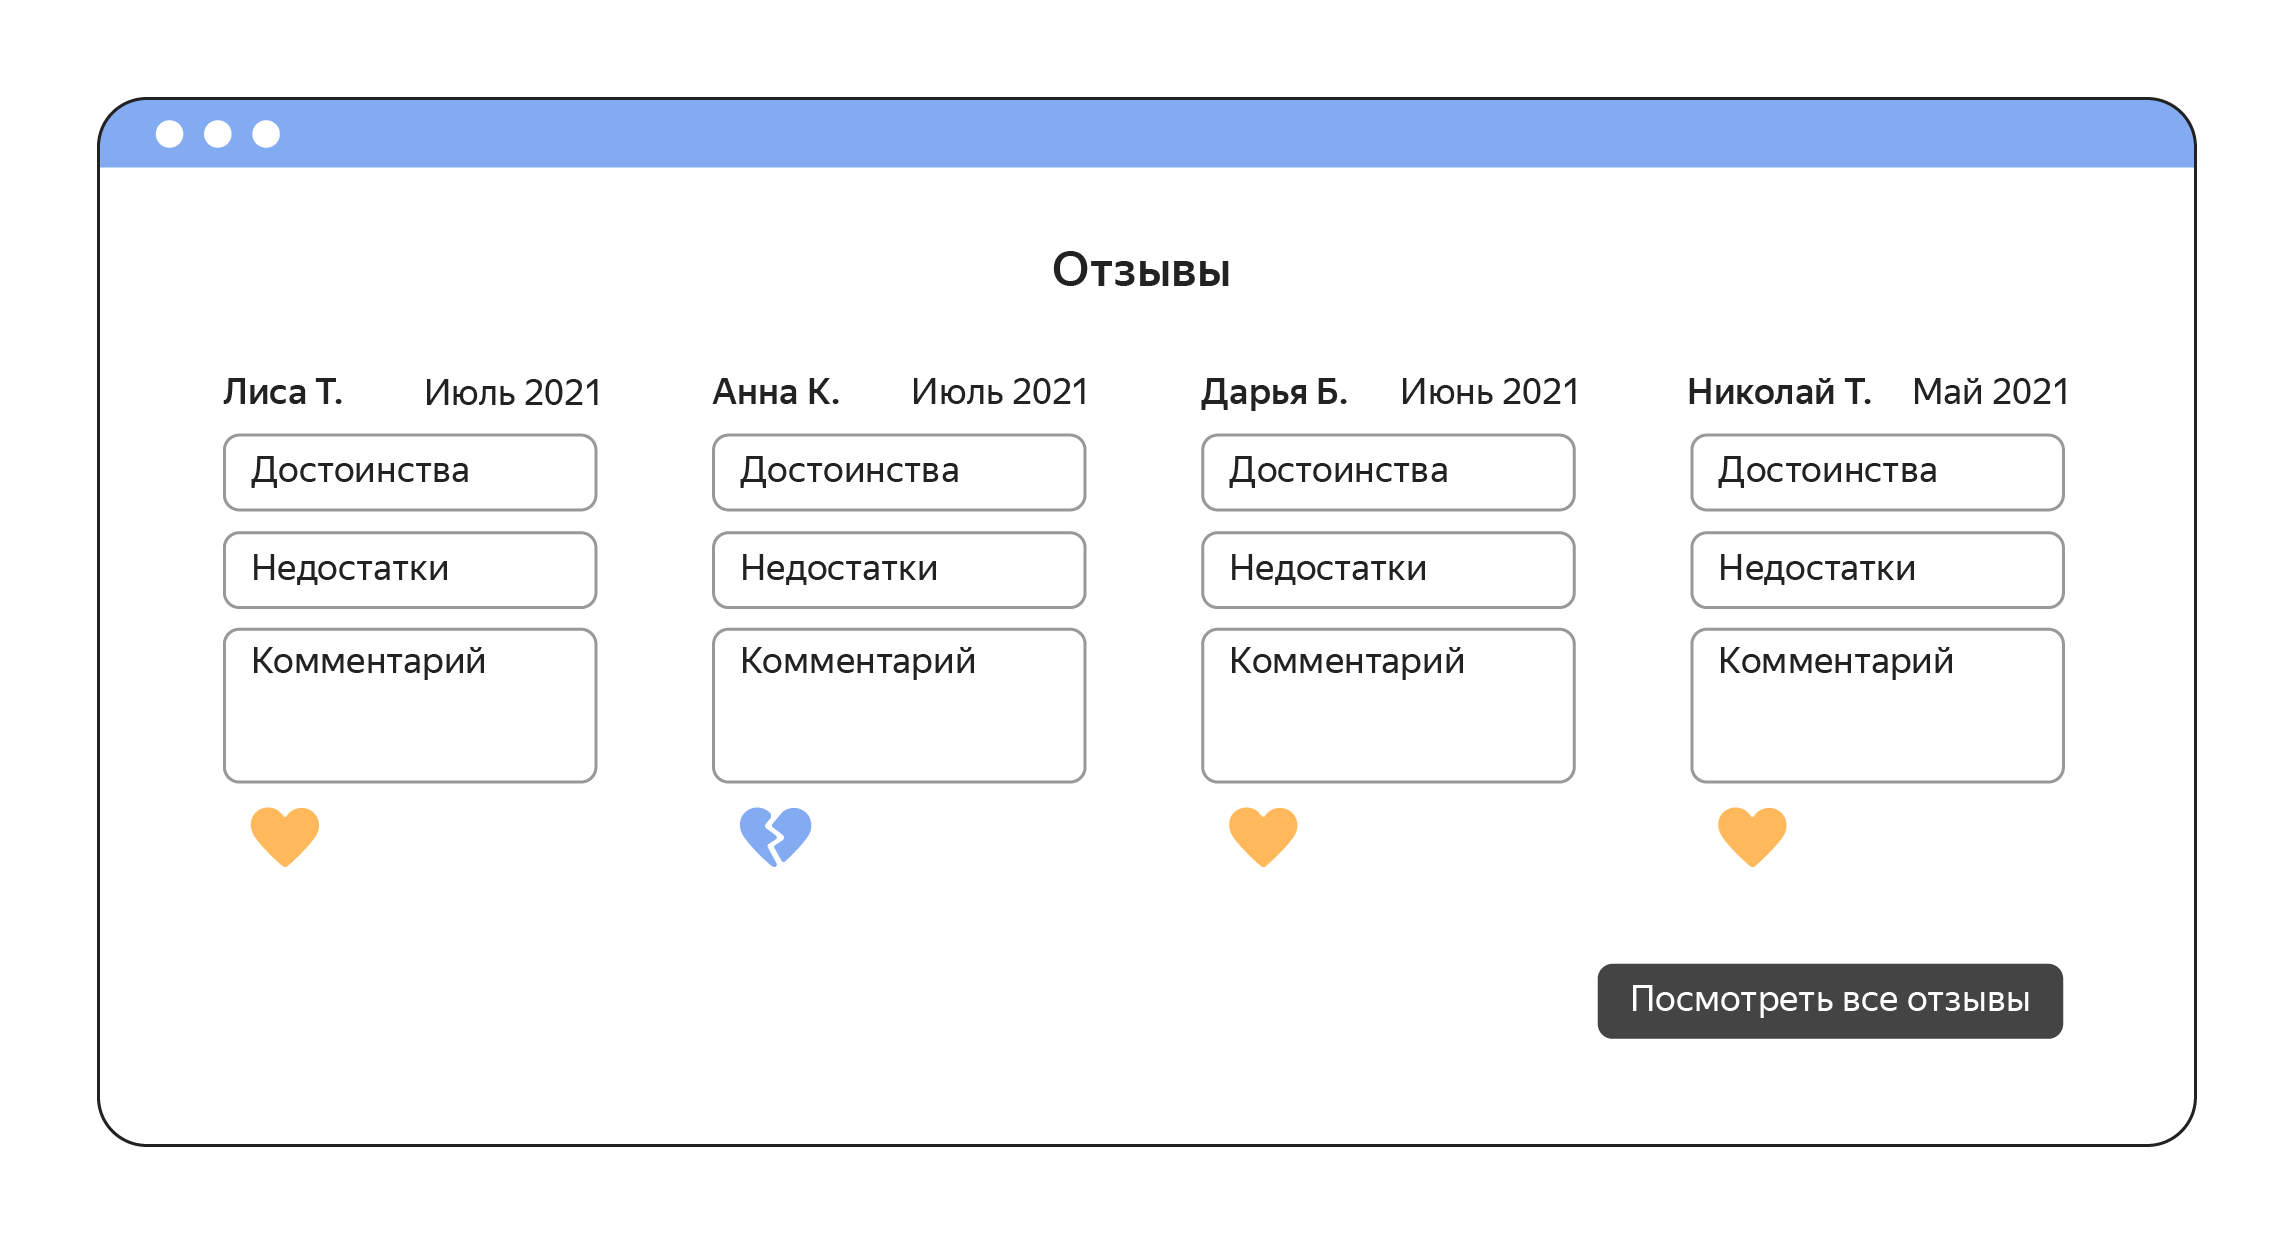 Отзывы
Лиса Т. Июль 2021
Достоинства
Недостатки
Комментарий
Анна К. Июль 2021
Достоинства
Недостатки
Комментарий
Дарья Б. Июнь 2021
Достоинства
Недостатки
Комментарий
Николай Т. Май 2021
Достоинства
Недостатки
Комментарий
Посмотреть все отзывы